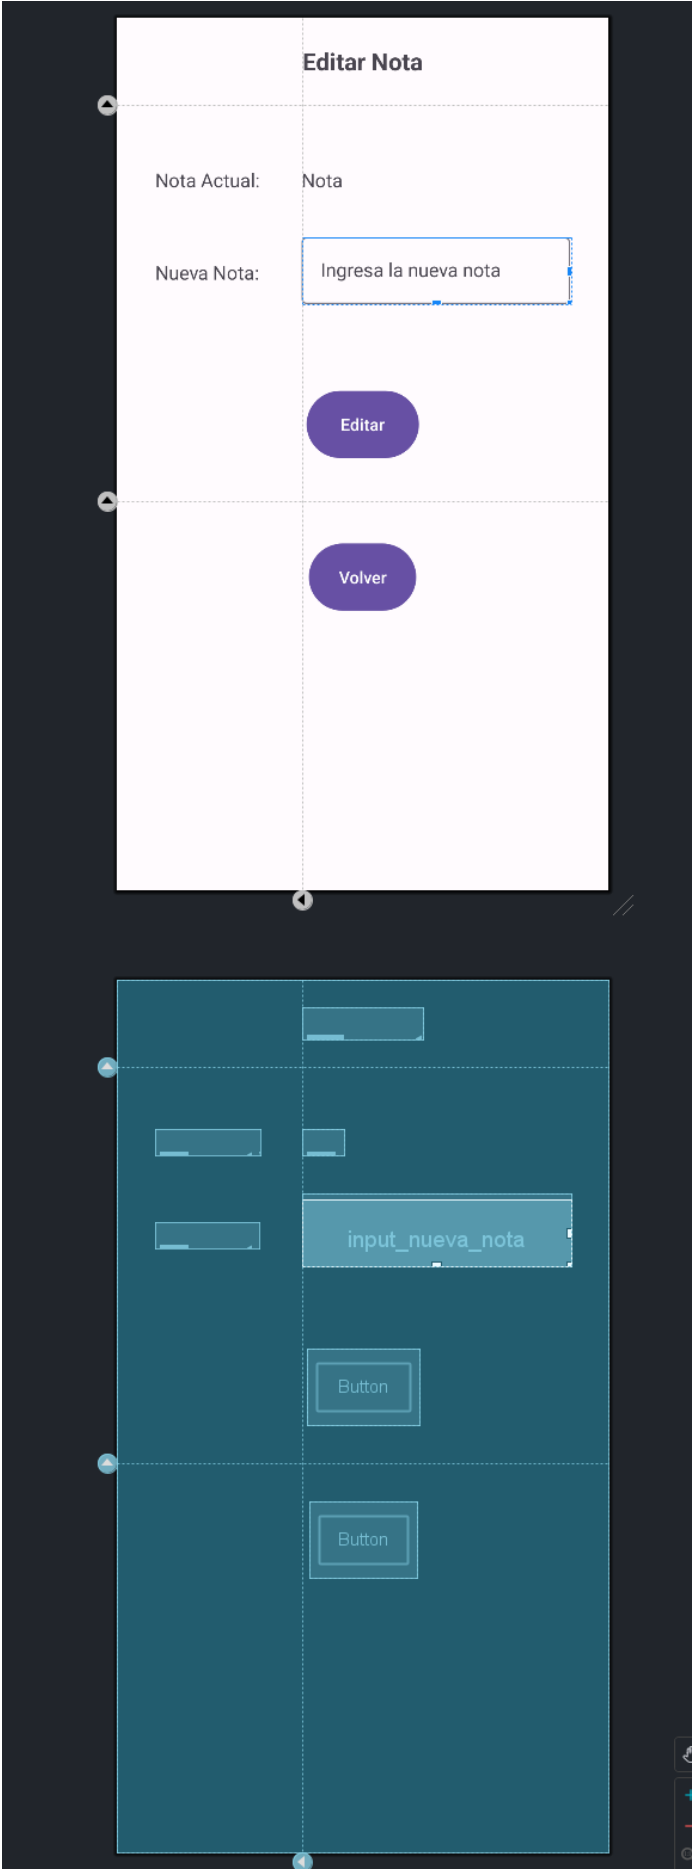 Editar Nota
Nota Actual: Nota
Nueva Nota: Ingresa la nueva nota
Editar
Volver
input_nueva_nota
Button
Button